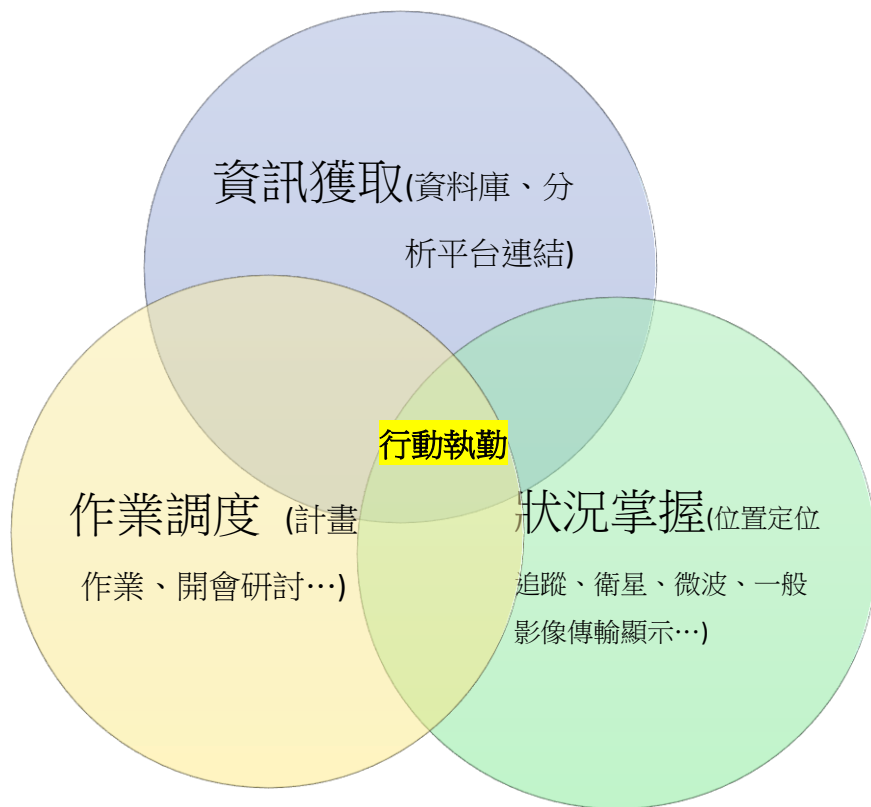 資訊獲取(資料庫、分
析平台連結)
行動執勤
作業調度 (計畫
作業、開會研討…)
狀況掌握(位置定位
追蹤、衛星、微波、一般
影像傳輸顯示…)